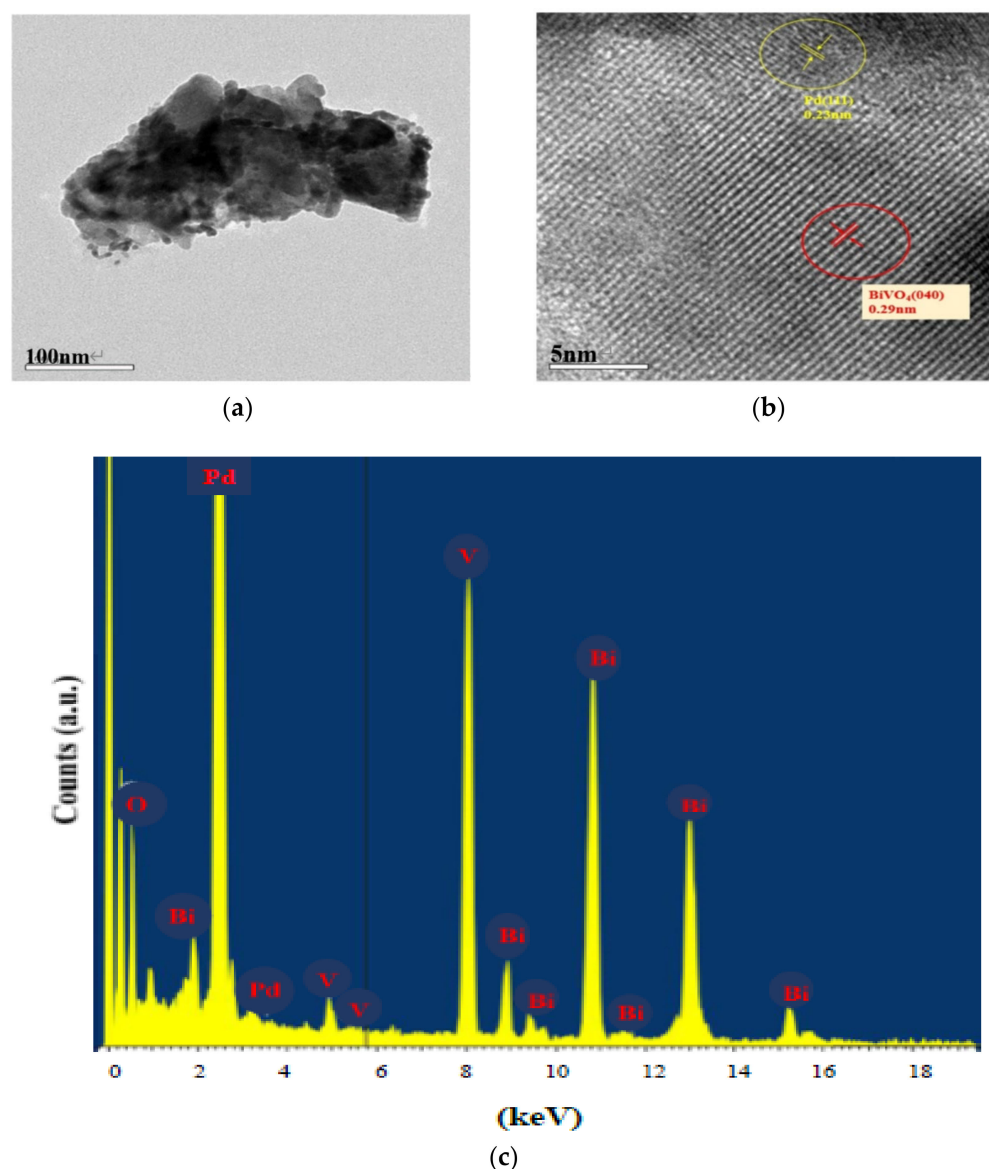 Pd(111)
0.23nm
BiVO₄(040)
0.29nm
100nm
5nm
(a)
(b)
Pd
V
Bi
O
Bi
Bi
Bi
Pd
V
V
Bi
Bi
Bi
Counts (a.u.)
0 2 4 6 8 10 12 14 16 18
(keV)
(c)